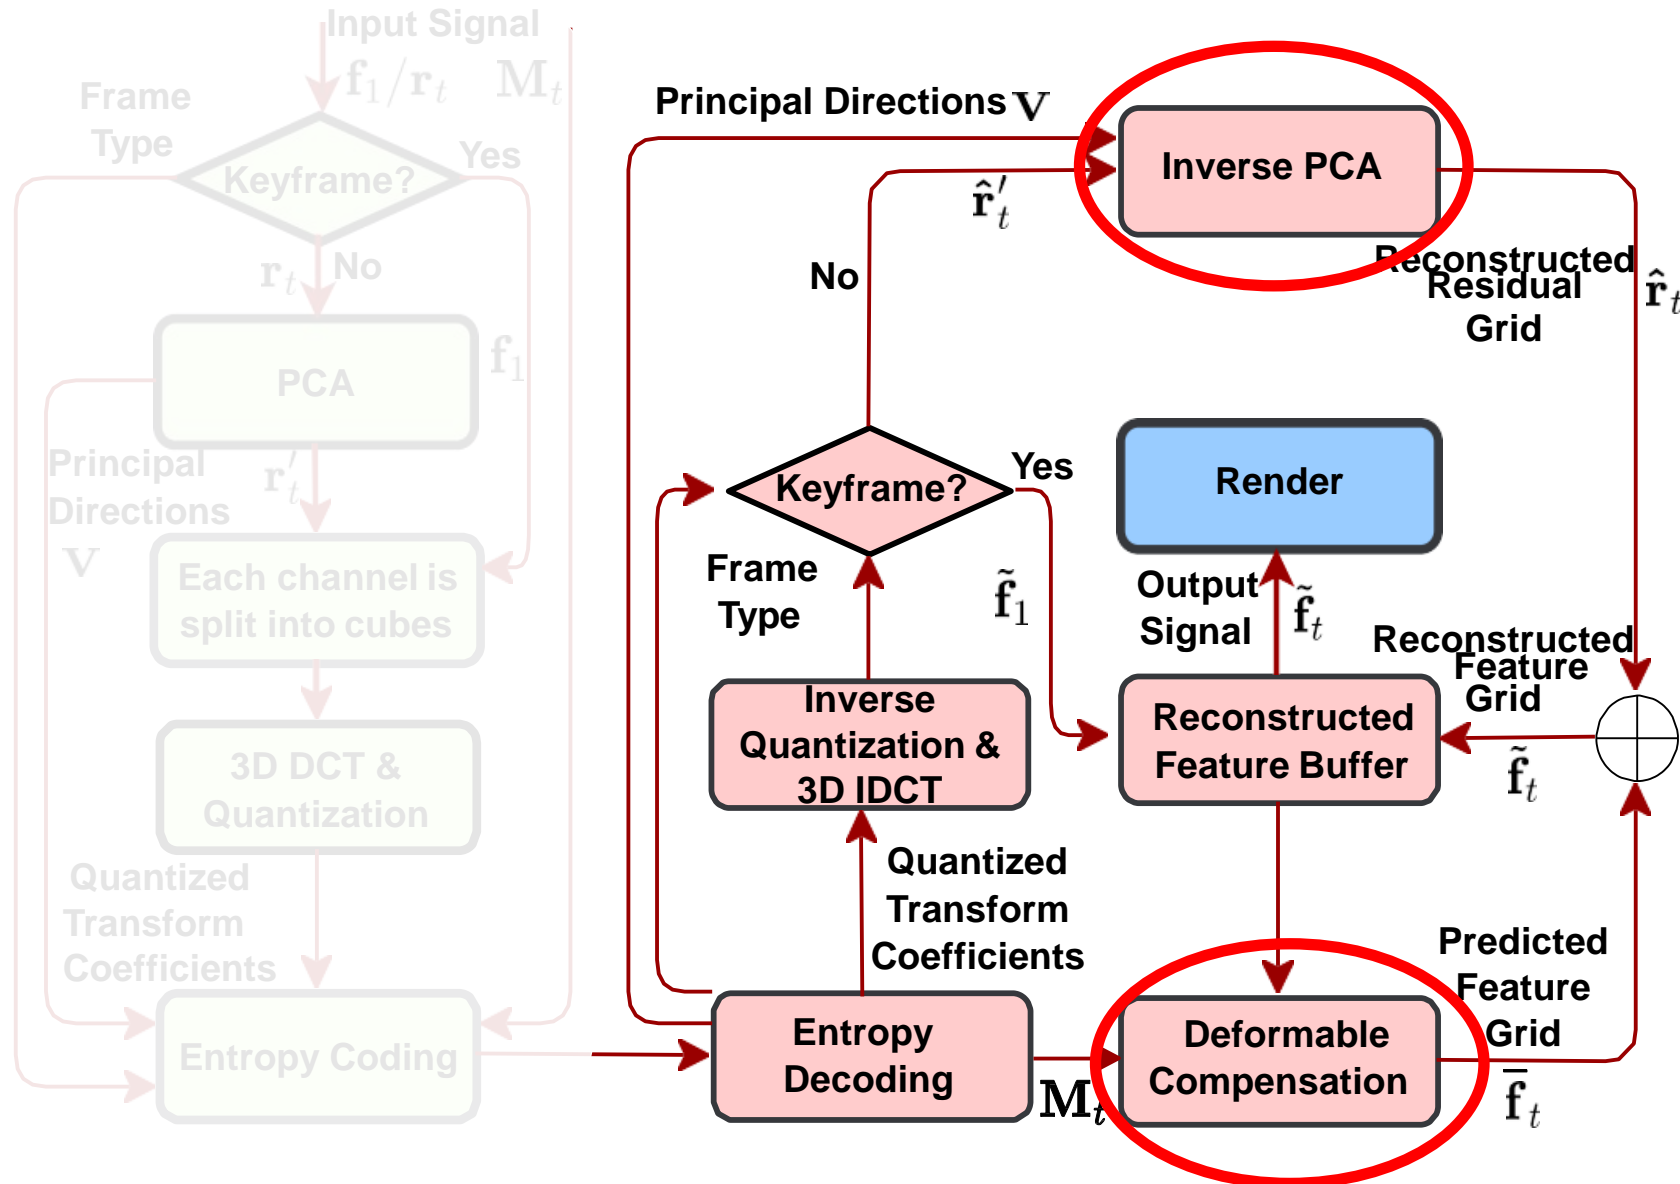 Input Signal
f₁/rₜ
Mₜ
Frame
Type
Keyframe?
Yes
rₜ
No
f₁
PCA
Principal
Directions
V
r′ₜ
Each channel is
split into cubes
3D DCT &
Quantization
Quantized
Transform
Coefficients
Entropy Coding
Principal Directions V
Inverse PCA
r̂′ₜ
No
Reconstructed
Residual
Grid
r̂ₜ
Keyframe?
Yes
Render
Frame
Type
f̃₁
Output
Signal
f̃ₜ
Reconstructed
Feature
Grid
f̃ₜ
Inverse
Quantization &
3D IDCT
Reconstructed
Feature Buffer
Quantized
Transform
Coefficients
Predicted
Feature
Grid
Entropy
Decoding
Mₜ
Deformable
Compensation
f̄ₜ